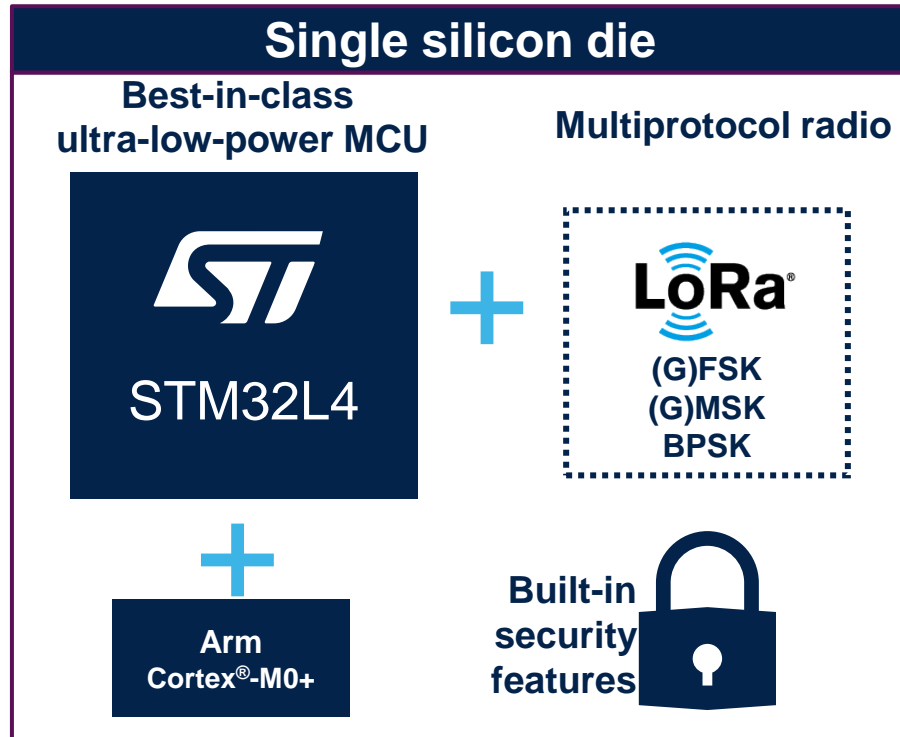 Single silicon die
Best-in-class
ultra-low-power MCU
Multiprotocol radio
ST
STM32L4
LoRa®
(G)FSK
(G)MSK
BPSK
Arm
Cortex®-M0+
Built-in
security
features